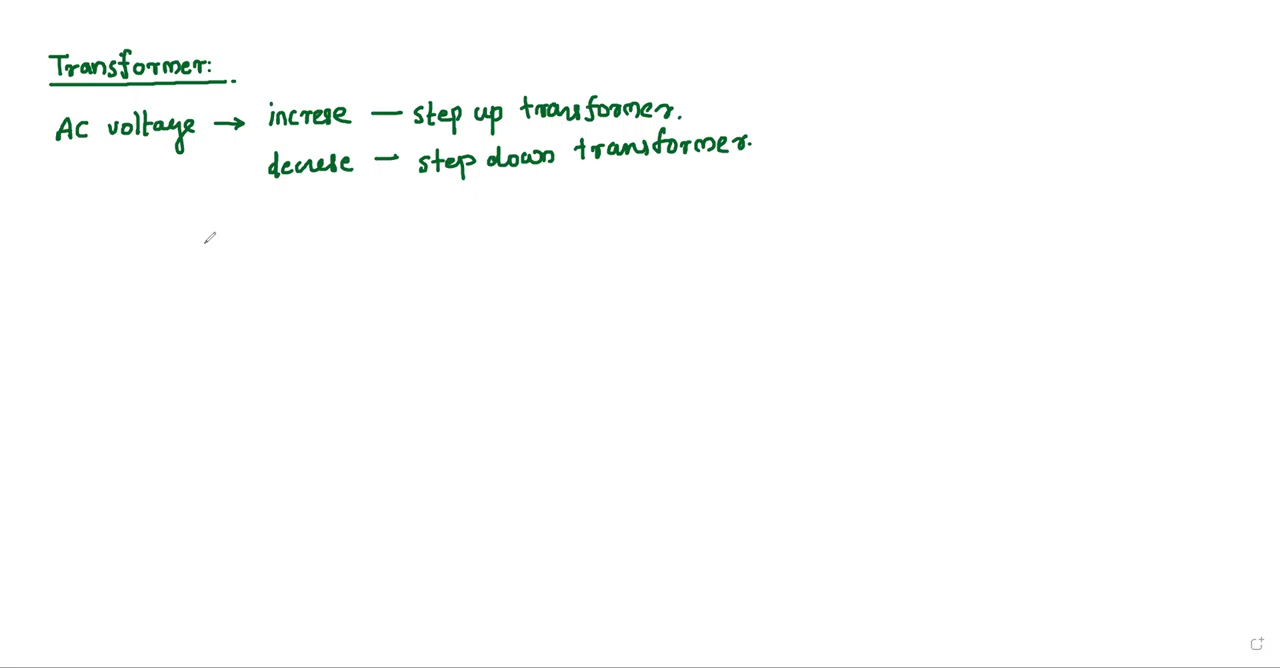 Transformer:
AC voltage → increse — step up transformer.
decrese – step down transformer.